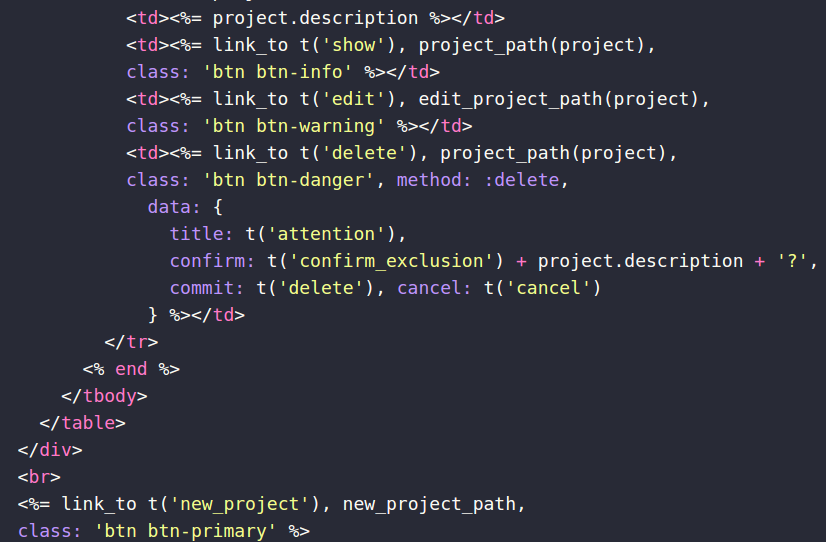 <td><%= project.description %></td>
<td><%= link_to t('show'), project_path(project),
class: 'btn btn-info' %></td>
<td><%= link_to t('edit'), edit_project_path(project),
class: 'btn btn-warning' %></td>
<td><%= link_to t('delete'), project_path(project),
class: 'btn btn-danger', method: :delete,
data: {
title: t('attention'),
confirm: t('confirm_exclusion') + project.description + '?',
commit: t('delete'), cancel: t('cancel')
} %></td>
</tr>
<% end %>
</tbody>
</table>
</div>
<br>
<%= link_to t('new_project'), new_project_path,
class: 'btn btn-primary' %>